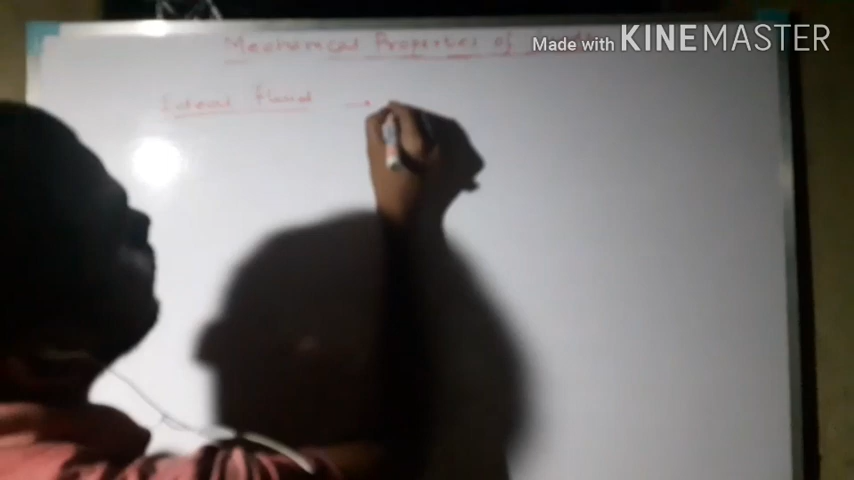 Mechanical Properties of
Made with KINEMASTER
Ideal fluid →